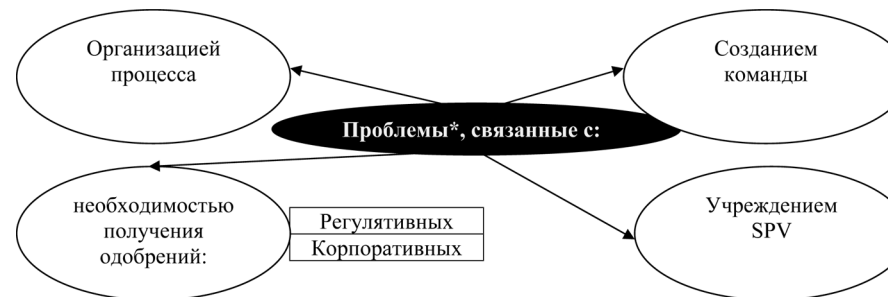 Организацией
процесса
Созданием
команды
Проблемы*, связанные с:
необходимостью
получения
одобрений:
Регулятивных
Корпоративных
Учреждением
SPV